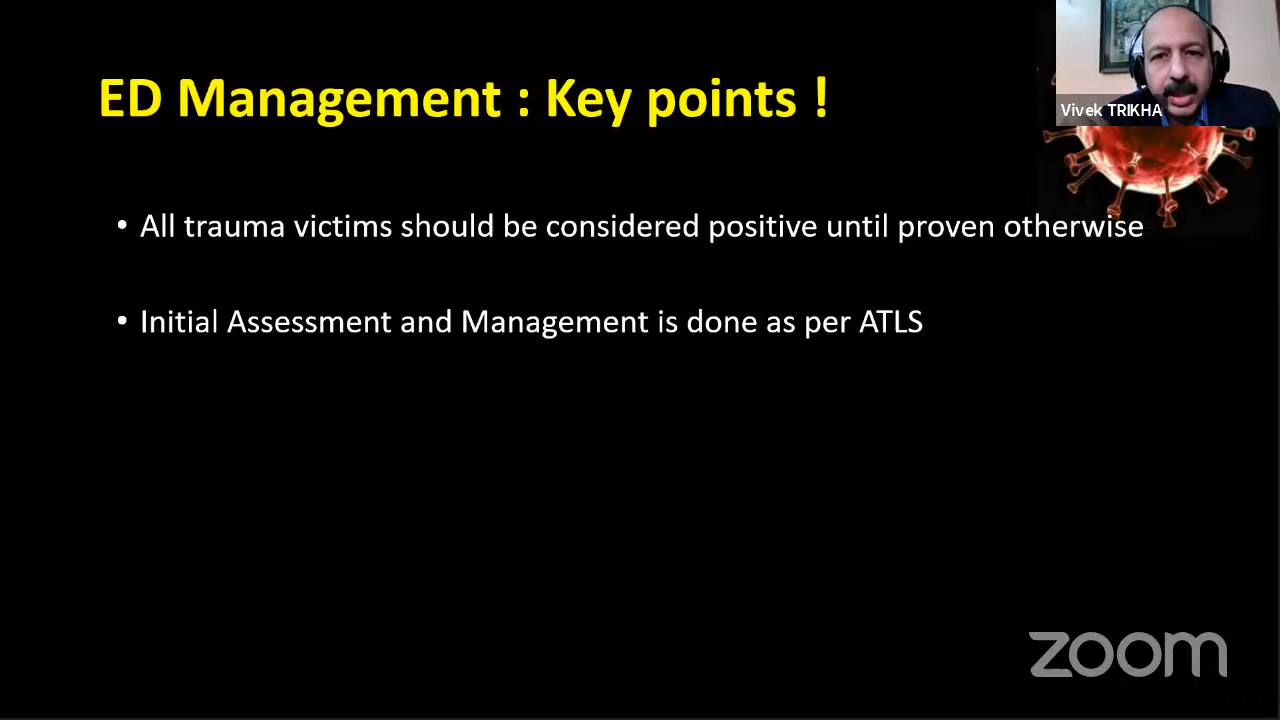 ED Management : Key points !
Vivek TRIKHA
• All trauma victims should be considered positive until proven otherwise
• Initial Assessment and Management is done as per ATLS
zoom